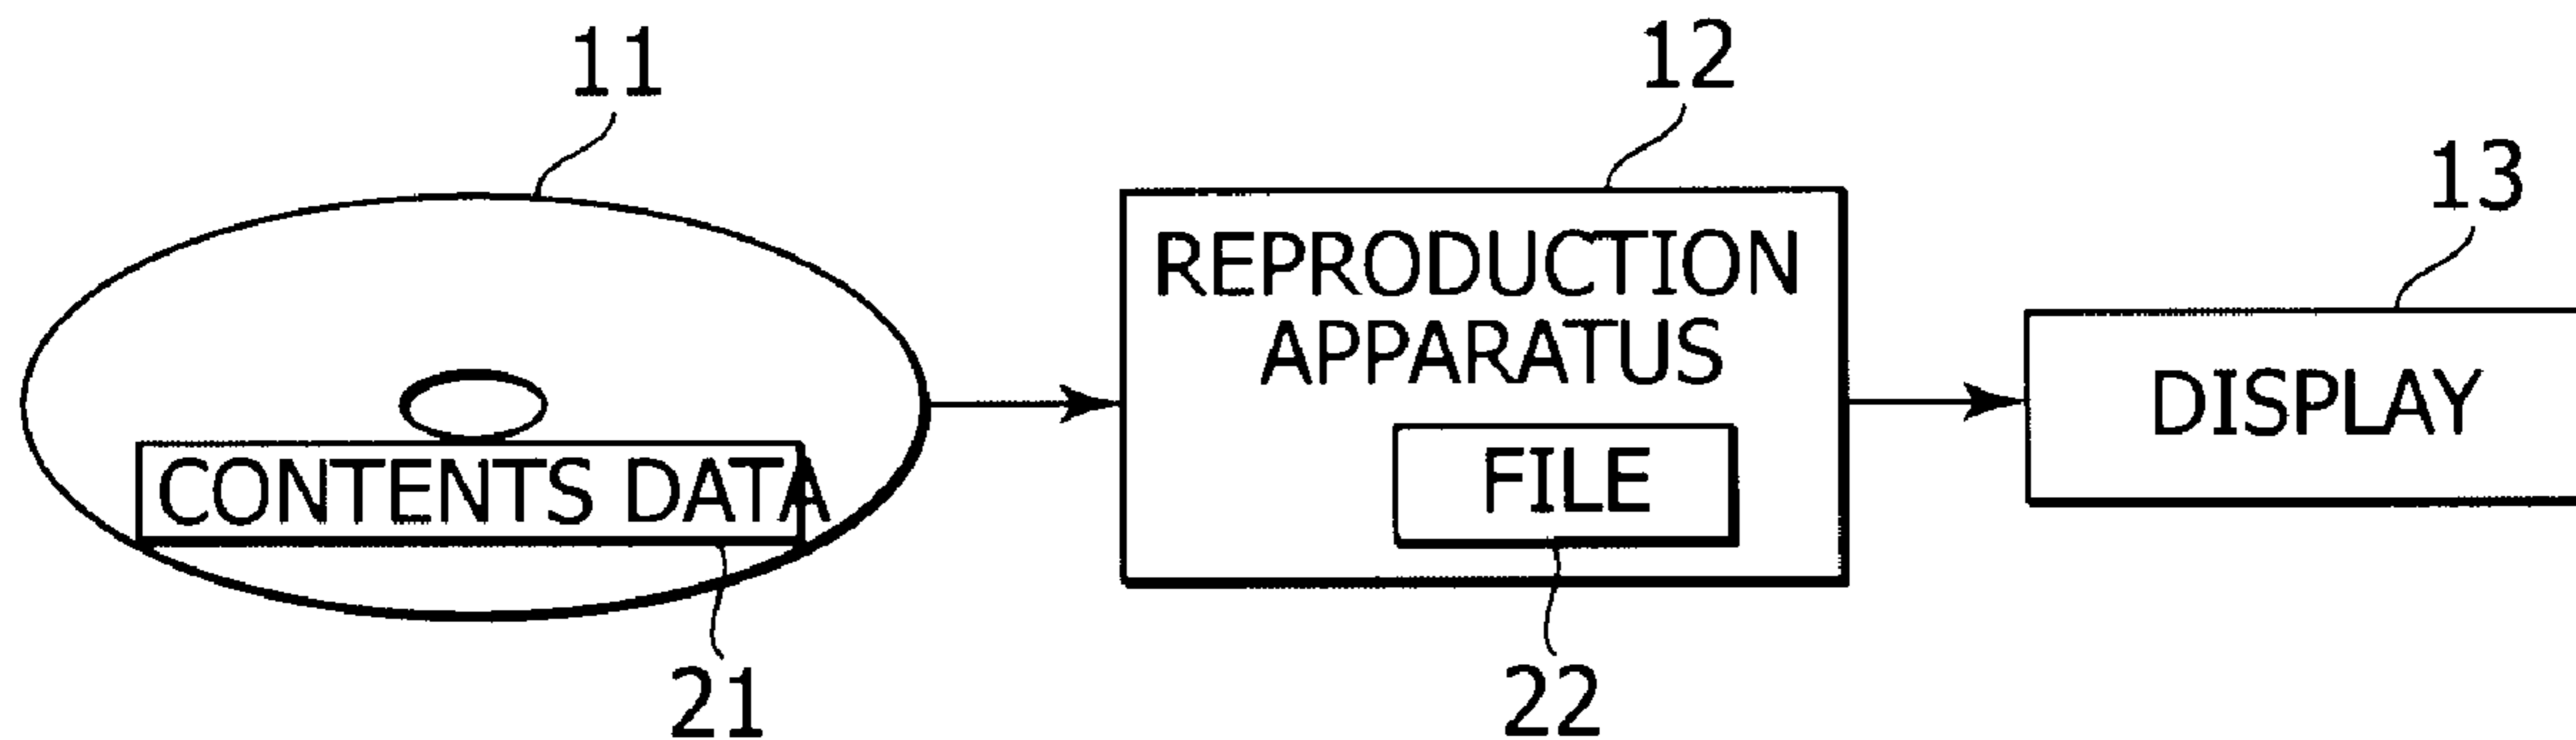 11
12
13
REPRODUCTION
APPARATUS
DISPLAY
CONTENTS DATA
FILE
21
22